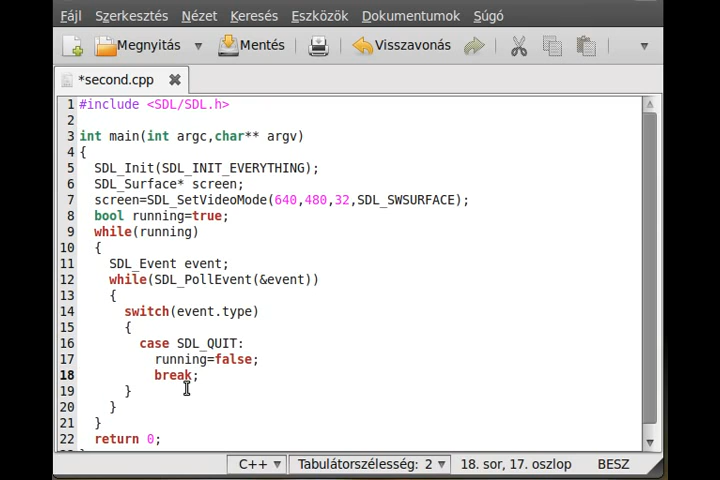 Fájl Szerkesztés Nézet Keresés Eszközök Dokumentumok Súgó
Megnyitás Mentés Visszavonás
*second.cpp
1 #include <SDL/SDL.h>
2
3 int main(int argc,char** argv)
4 {
5 SDL_Init(SDL_INIT_EVERYTHING);
6 SDL_Surface* screen;
7 screen=SDL_SetVideoMode(640,480,32,SDL_SWSURFACE);
8 bool running=true;
9 while(running)
10 {
11 SDL_Event event;
12 while(SDL_PollEvent(&event))
13 {
14 switch(event.type)
15 {
16 case SDL_QUIT:
17 running=false;
18 break;
19 }
20 }
21 }
22 return 0;
C++ Tabulátorszélesség: 2 18. sor, 17. oszlop BESZ